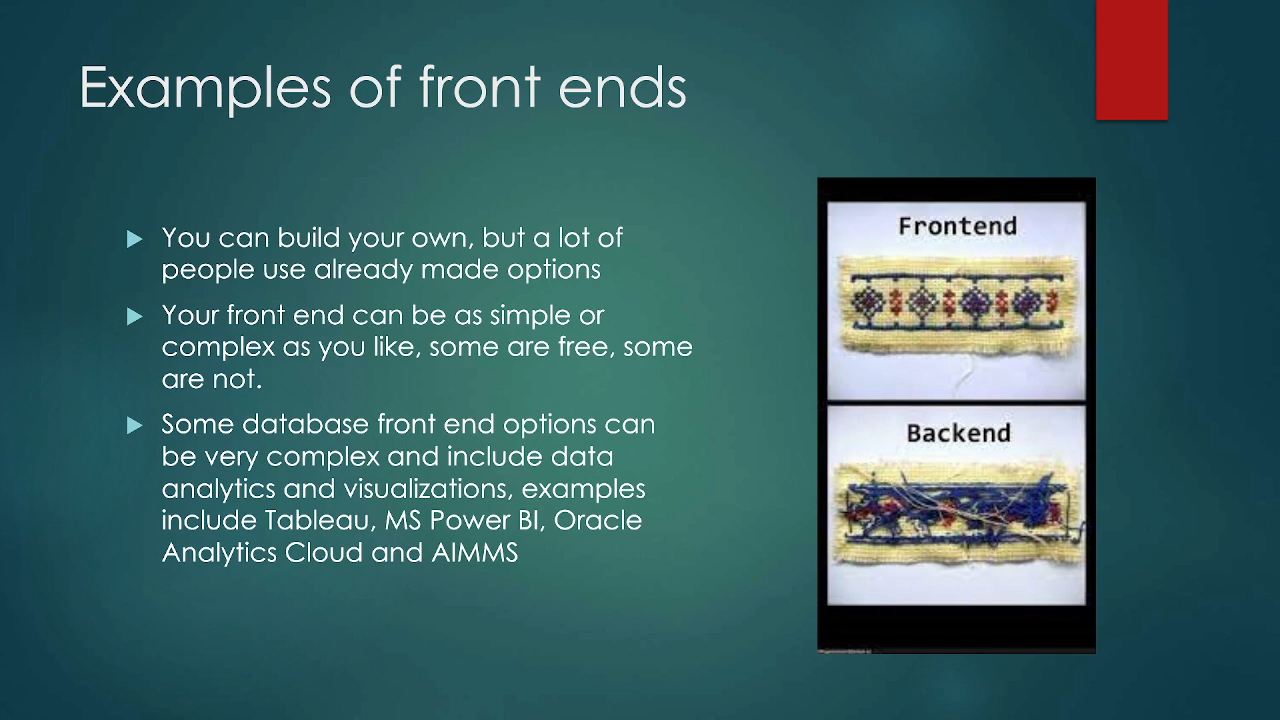 Examples of front ends
You can build your own, but a lot of
people use already made options
Your front end can be as simple or
complex as you like, some are free, some
are not.
Some database front end options can
be very complex and include data
analytics and visualizations, examples
include Tableau, MS Power BI, Oracle
Analytics Cloud and AIMMS
Frontend
Backend